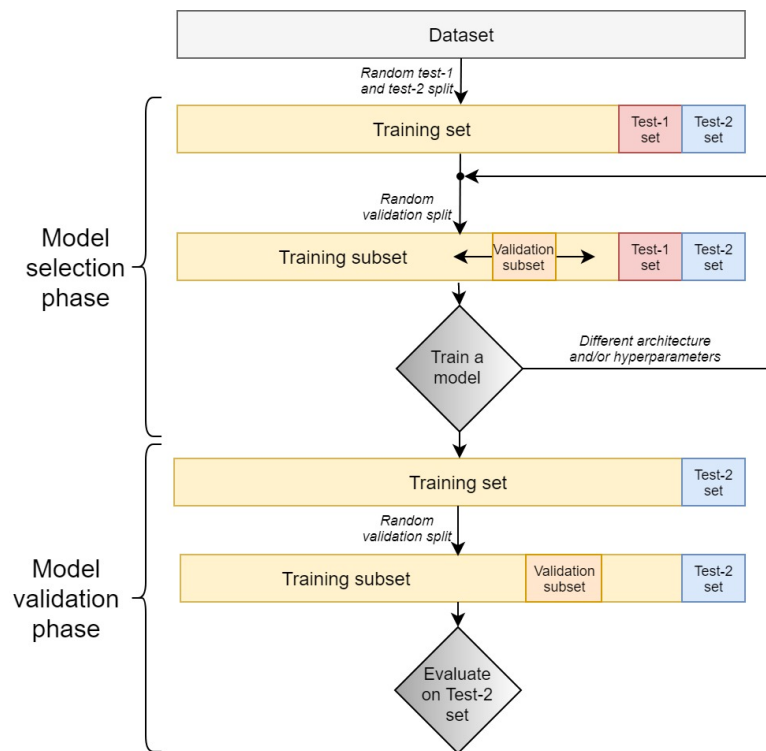 Dataset
Random test-1
and test-2 split
Training set
Test-1
set
Test-2
set
Random
validation split
Model
selection
phase
Training subset
Validation
subset
Test-1
set
Test-2
set
Train a
model
Different architecture
and/or hyperparameters
Training set
Test-2
set
Random
validation split
Model
validation
phase
Training subset
Validation
subset
Test-2
set
Evaluate
on Test-2
set